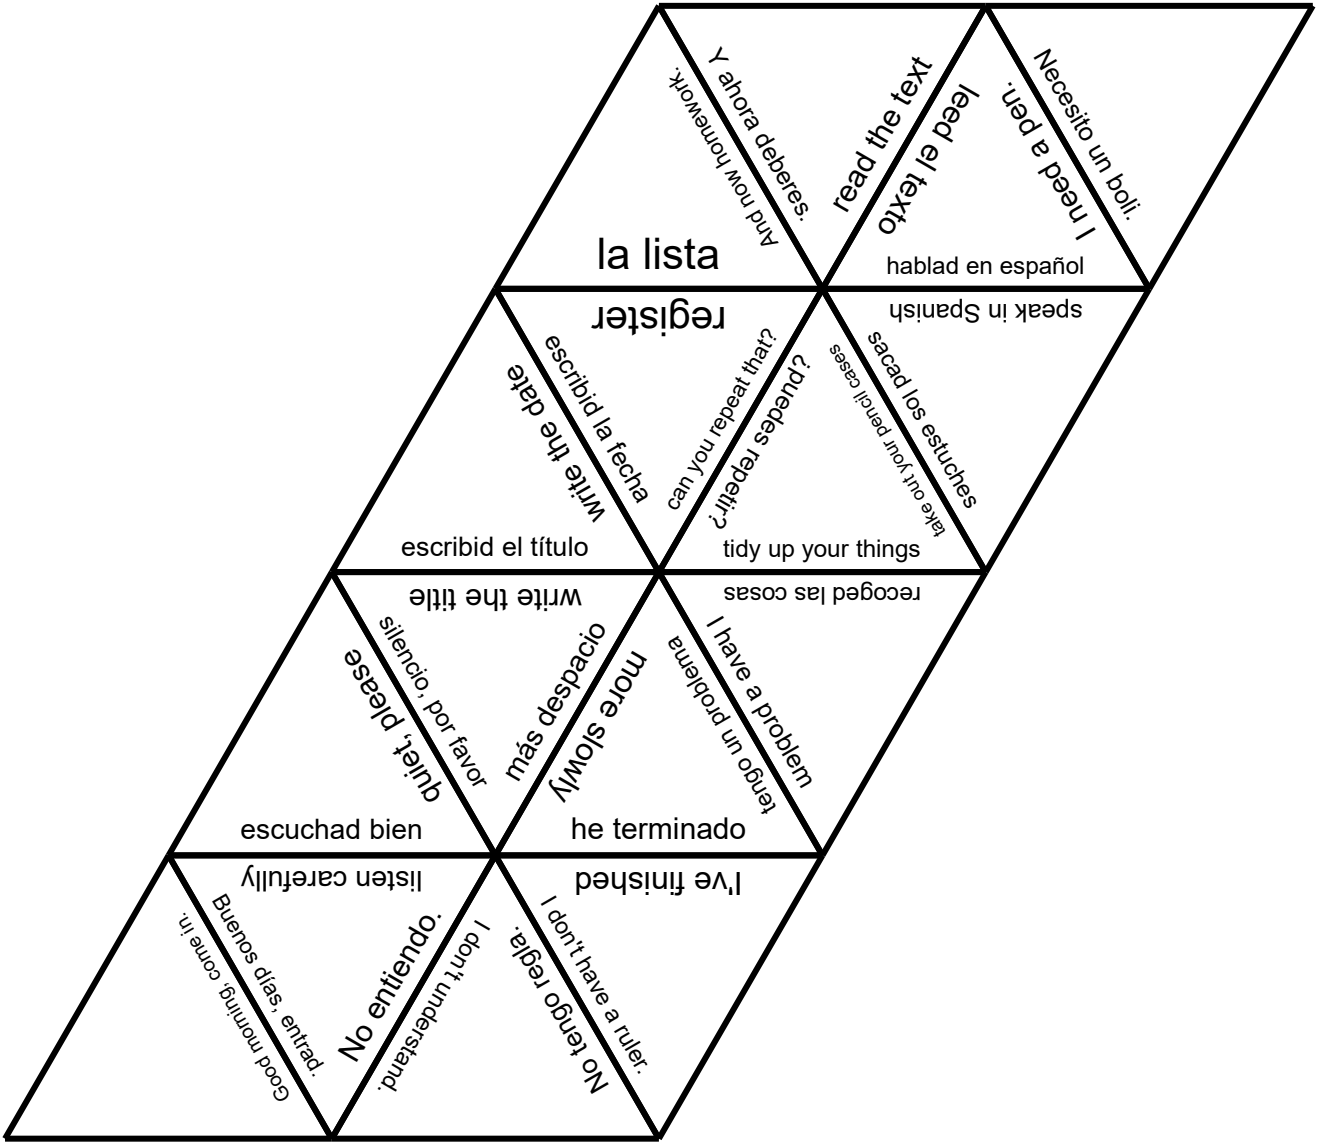 Y ahora deberes.
And now homework.
read the text
leed el texto
I need a pen.
Necesito un boli.
la lista
hablad en español
register
speak in Spanish
write the date
escribid la fecha
can you repeat that?
¿puedes repetir?
take out your pencil cases
sacad los estuches
escribid el título
tidy up your things
write the title
recoged las cosas
quiet, please
silencio, por favor
más despacio
more slowly
tengo un problema
I have a problem
escuchad bien
he terminado
listen carefully
I've finished
Good morning, come in.
Buenos días, entrad.
No entiendo.
I don't understand.
No tengo regla.
I don't have a ruler.